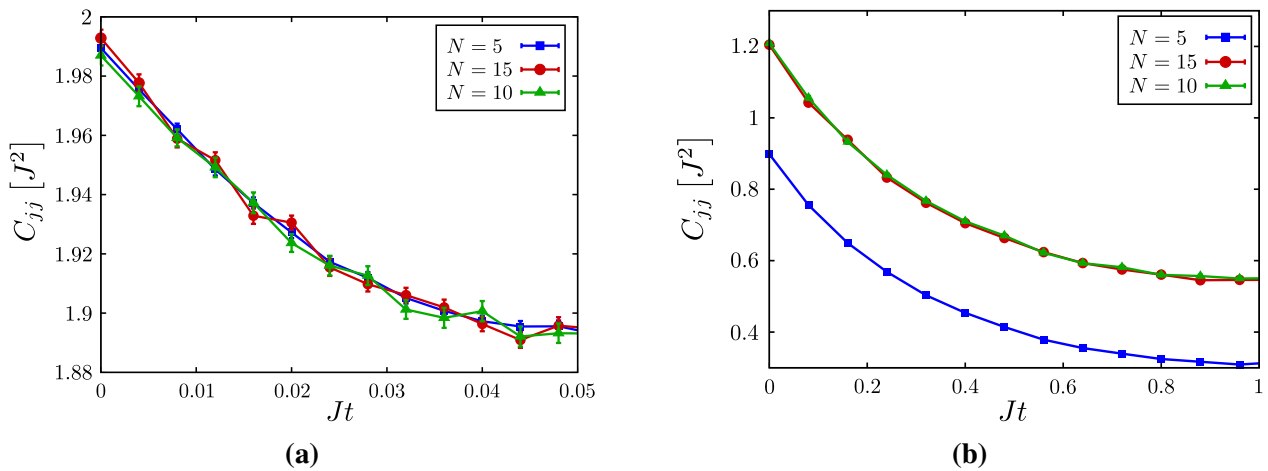 2
1.98
1.96
1.94
1.92
1.9
1.88
C_{jj} [J^2]
N = 5
N = 15
N = 10
0 0.01 0.02 0.03 0.04 0.05
Jt
(a)
1.2
1
0.8
0.6
0.4
C_{jj} [J^2]
N = 5
N = 15
N = 10
0 0.2 0.4 0.6 0.8 1
Jt
(b)